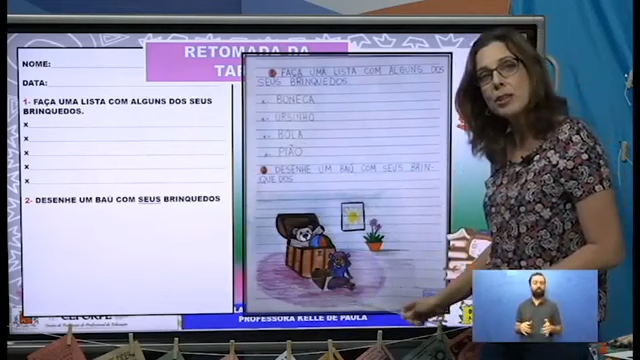 RETOMADA DA
NOME:
DATA:
1- FAÇA UMA LISTA COM ALGUNS DOS SEUS
BRINQUEDOS.
X
X
X
X
X
2- DESENHE UM BAÚ COM SEUS BRINQUEDOS
FAÇA UMA LISTA COM ALGUNS DOS
SEUS BRINQUEDOS
BONECA
URSINHO
BOLA
PIÃO
DESENHE UM BAÚ COM SEUS BRIN-
QUEDOS
PROFESSORA KELLE DE PAULA